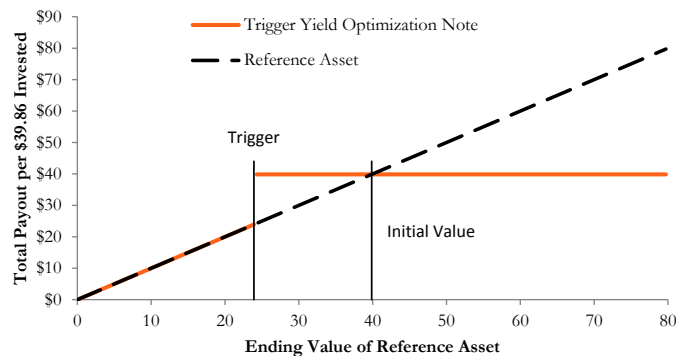 Total Payout per $39.86 Invested
$90
$80
$70
$60
$50
$40
$30
$20
$10
$0
Trigger Yield Optimization Note
Reference Asset
Trigger
Initial Value
0 10 20 30 40 50 60 70 80
Ending Value of Reference Asset